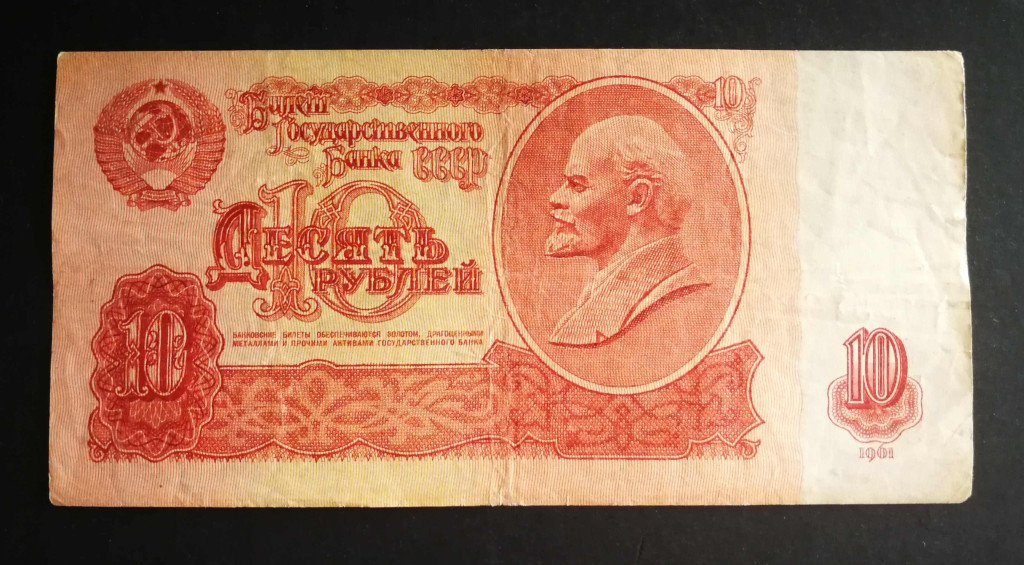 Билет
Государственного
Банка СССР
10
10
Десять
рублей
БАНКОВСКИЕ БИЛЕТЫ ОБЕСПЕЧИВАЮТСЯ ЗОЛОТОМ, ДРАГОЦЕННЫМИ
МЕТАЛЛАМИ И ПРОЧИМИ АКТИВАМИ ГОСУДАРСТВЕННОГО БАНКА
10
10
1961